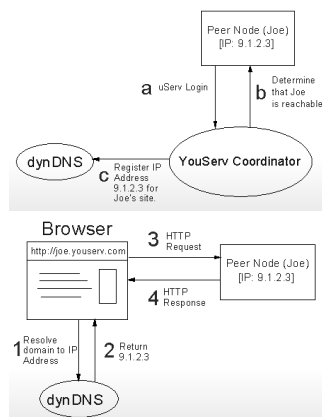 Peer Node (Joe)
[IP: 9.1.2.3]
a uServ Login
b Determine
that Joe
is reachable
YouServ Coordinator
dynDNS
c Register IP
Address
9.1.2.3 for
Joe's site.
Browser
http://joe.youserv.com
3 HTTP
Request
Peer Node (Joe)
[IP: 9.1.2.3]
4 HTTP
Response
1 Resolve
domain to IP
Address
2 Return
9.1.2.3
dynDNS